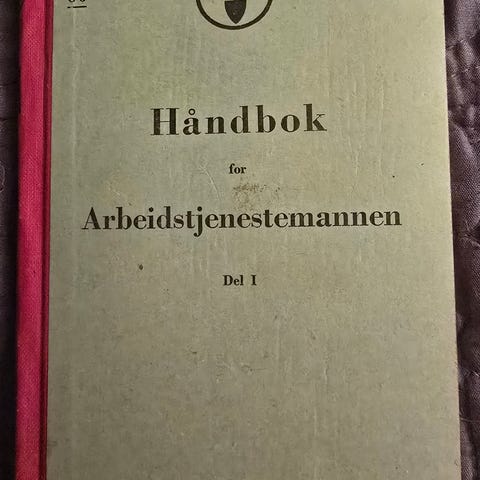 Håndbok
for
Arbeidstjenestemannen
Del I